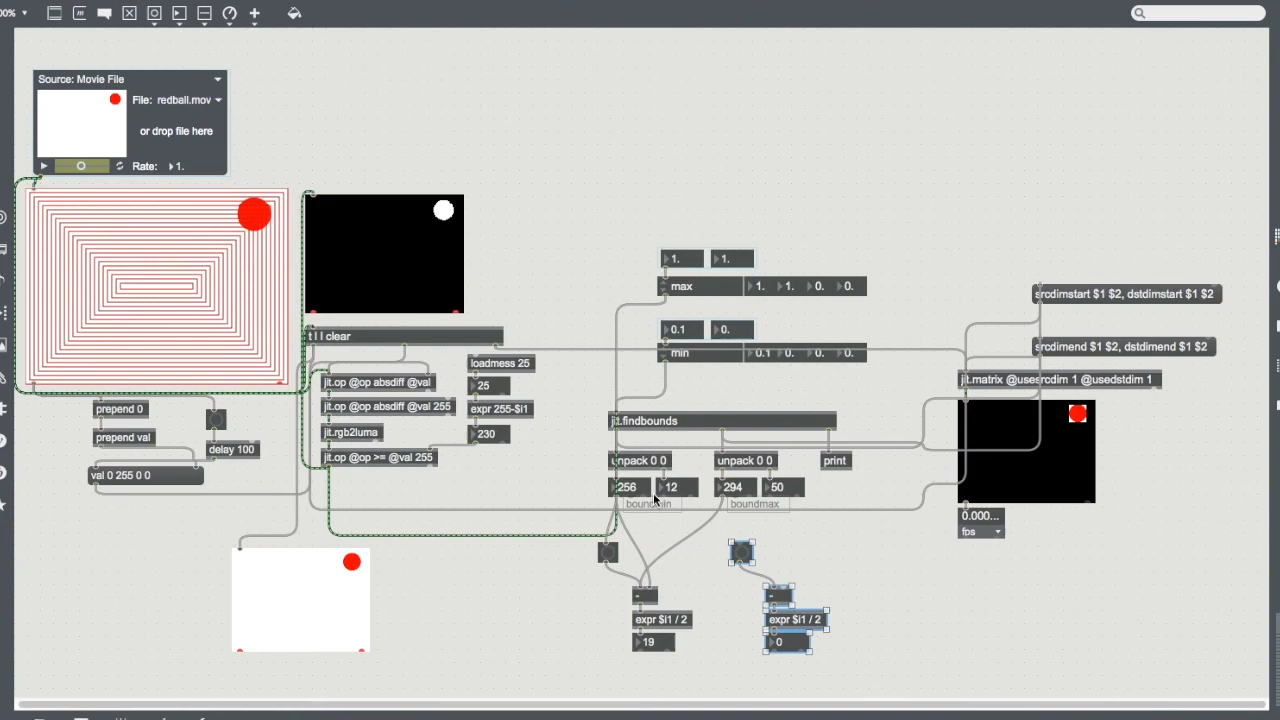 00%
Source: Movie File
File: redball.mov
or drop file here
Rate: 1.
1. 1.
max 1. 1. 0. 0.
srcdimstart $1 $2, dstdimstart $1 $2
0.1 0.
t l l clear
min 0.1 0. 0. 0.
srcdimend $1 $2, dstdimend $1 $2
loadmess 25
jit.op @op absdiff @val
25
jit.matrix @usesrcdim 1 @usedstdim 1
prepend 0
jit.op @op absdiff @val 255
expr 255-$i1
jit.findbounds
jit.rgb2luma
230
prepend val
delay 100
jit.op @op >= @val 255
unpack 0 0
unpack 0 0
print
val 0 255 0 0
256 12
294 50
boundmin
boundmax
0.000...
fps
-
-
expr $i1 / 2
expr $i1 / 2
19
0